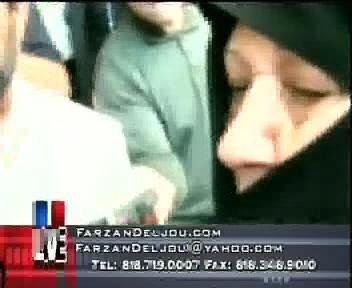 FARZANDELJOU.COM
LIVE FARZANDELJOU@YAHOO.COM
TEL: 818.719.0007 FAX: 818.348.9010